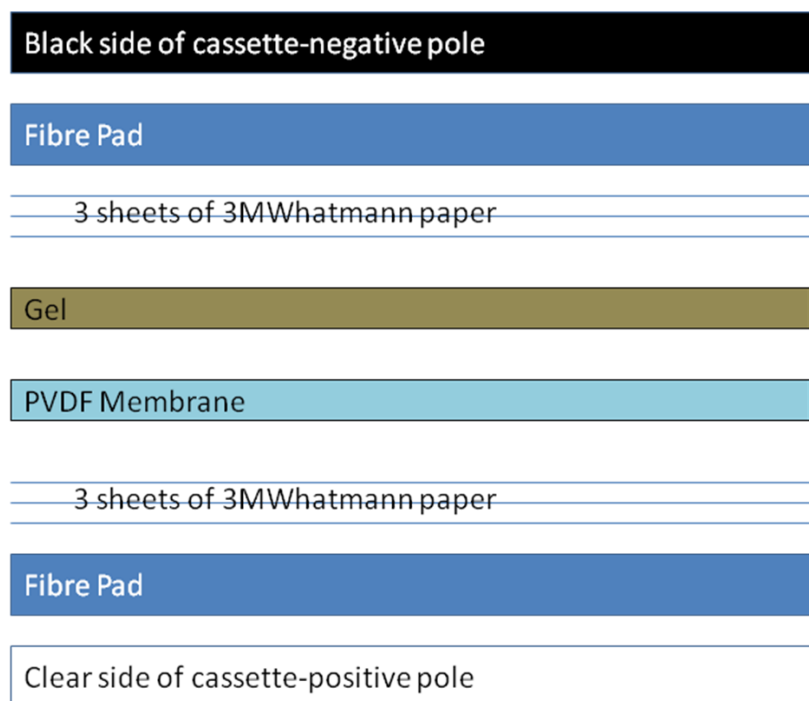 Black side of cassette-negative pole
Fibre Pad
3 sheets of 3MWhatmann paper
Gel
PVDF Membrane
3 sheets of 3MWhatmann paper
Fibre Pad
Clear side of cassette-positive pole